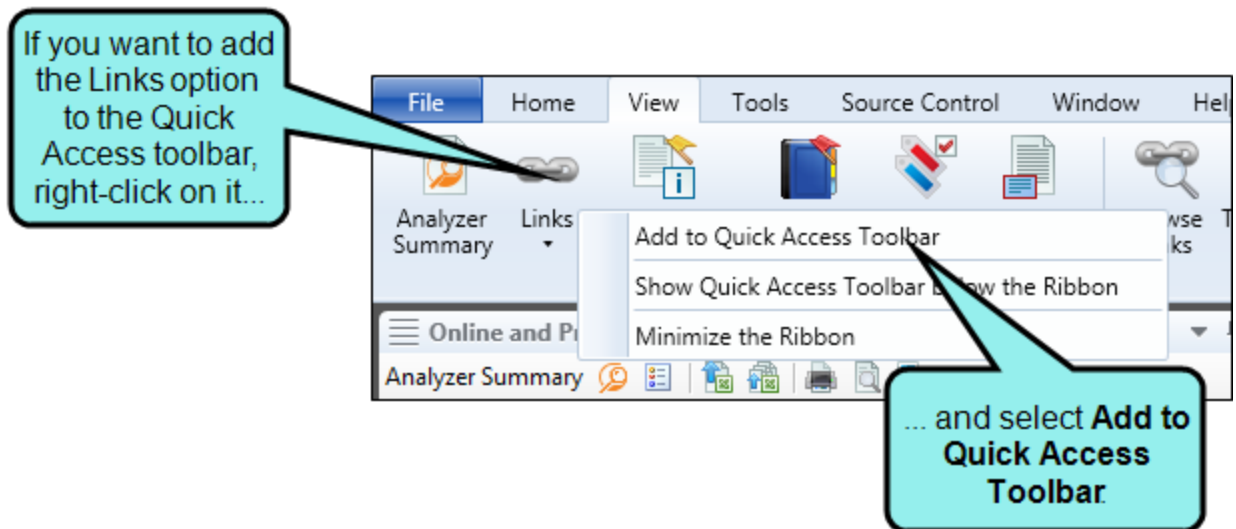 If you want to add
the Links option
to the Quick
Access toolbar,
right-click on it...
File Home View Tools Source Control Window
Analyzer
Summary
Links
Add to Quick Access Toolbar
Show Quick Access Toolbar the Ribbon
Minimize the Ribbon
Online and
Analyzer Summary
... and select Add to
Quick Access
Toolbar.